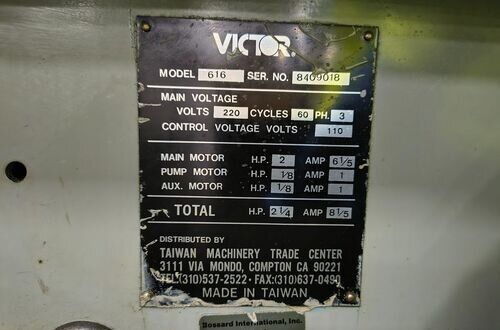 VICTOR.
MODEL 616 SER. NO. 8409018
MAIN VOLTAGE
VOLTS 220 CYCLES 60 PH. 3
CONTROL VOLTAGE VOLTS 110
MAIN MOTOR H.P. 2 AMP 6 1/5
PUMP MOTOR H.P. 1/8 AMP 1
AUX. MOTOR H.P. 1/8 AMP 1
TOTAL H.P. 2 1/4 AMP 8 1/5
DISTRIBUTED BY
TAIWAN MACHINERY TRADE CENTER
3111 VIA MONDO, COMPTON CA 90221
TEL:(310)537-2522 · FAX:(310)637-0490
MADE IN TAIWAN
Bossard International, Inc.